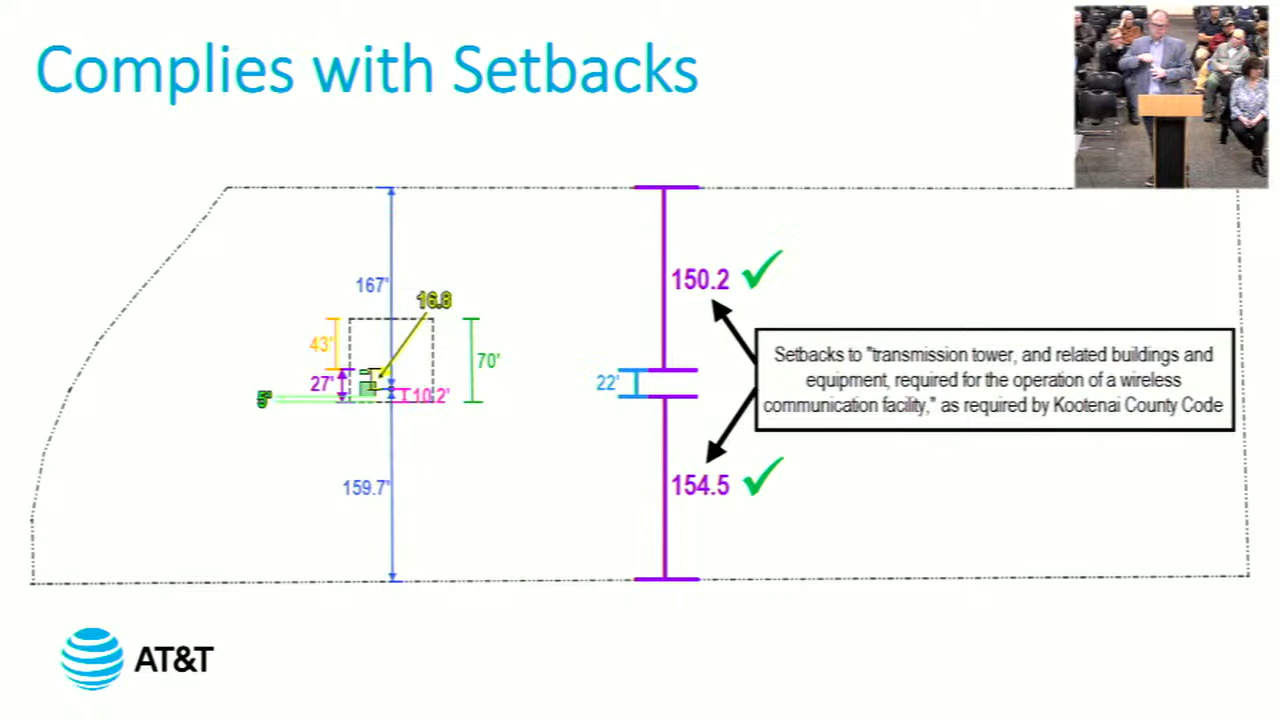 Complies with Setbacks
167'
16.8
43'
70'
27'
10.2'
5'
159.7'
150.2
22'
154.5
Setbacks to "transmission tower, and related buildings and
equipment, required for the operation of a wireless
communication facility," as required by Kootenai County Code
AT&T